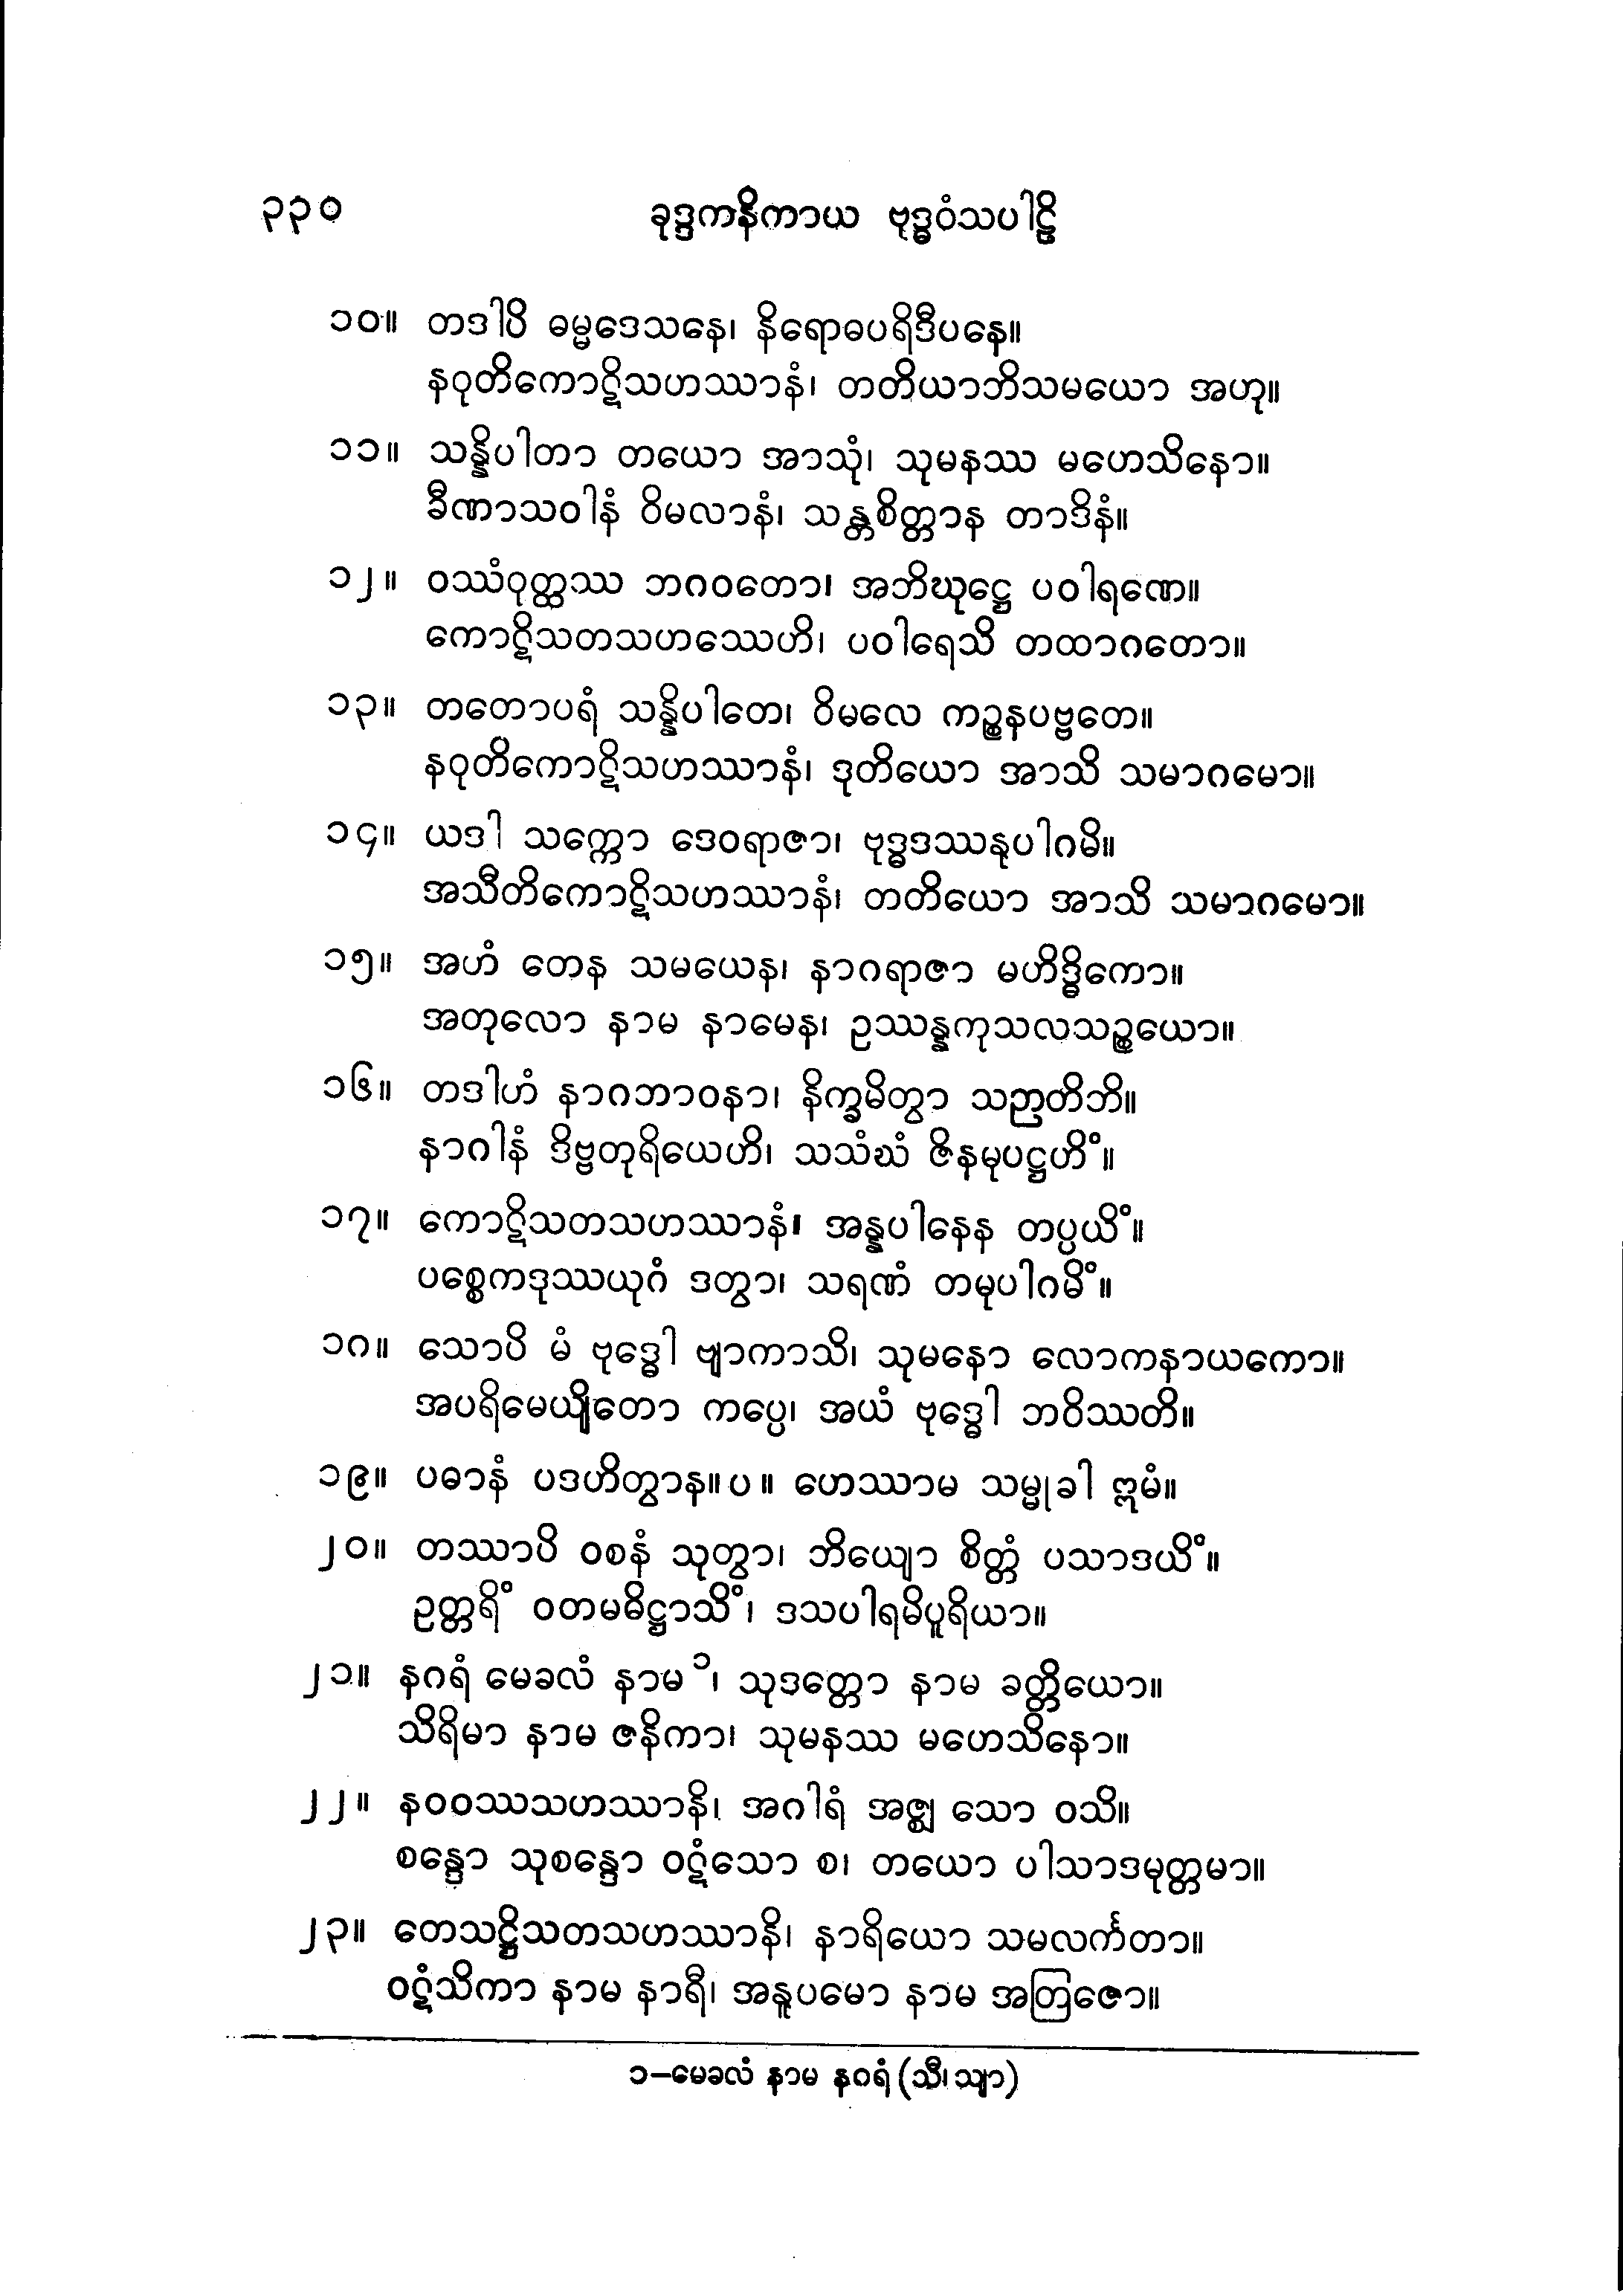 ၃၃၀ ခုဒ္ဒကနိကာယ ဗုဒ္ဓဝံသပါဠိ
၁၀။ တဒါပိ ဓမ္မဒေသနေ၊ နိရောဓပရိဒီပနေ။
နဝုတိကောဋိသဟဿာနံ၊ တတိယာဘိသမယော အဟု။
၁၁။ သန္နိပါတာ တယော အာသုံ၊ သုမနဿ မဟေသိနော။
ခီဏာသဝါနံ ဝိမလာနံ၊ သန္တစိတ္တာန တာဒိနံ။
၁၂။ ဝဿံဝုတ္ထဿ ဘဂဝတော၊ အဘိဃုဋ္ဌေ ပဝါရဏေ။
ကောဋိသတသဟဿေဟိ၊ ပဝါရေသိ တထာဂတော။
၁၃။ တတောပရံ သန္နိပါတေ၊ ဝိမလေ ကဉ္စနပဗ္ဗတေ။
နဝုတိကောဋိသဟဿာနံ၊ ဒုတိယော အာသိ သမာဂမော။
၁၄။ ယဒါ သက္ကော ဒေဝရာဇာ၊ ဗုဒ္ဓဒဿနုပါဂမိ။
အသီတိကောဋိသဟဿာနံ၊ တတိယော အာသိ သမာဂမော။
၁၅။ အဟံ တေန သမယေန၊ နာဂရာဇာ မဟိဒ္ဓိကော။
အတုလော နာမ နာမေန၊ ဥဿန္နကုသလသဉ္စယော။
၁၆။ တဒါဟံ နာဂဘာဝနာ၊ နိက္ခမိတွာ သဉာတိဘိ။
နာဂါနံ ဒိဗ္ဗတုရိယေဟိ၊ သသံဃံ ဇိနမုပဋ္ဌဟိံ။
၁၇။ ကောဋိသတသဟဿာနံ၊ အန္နပါနေန တပ္ပယိံ။
ပစ္စေကဒုဿယုဂံ ဒတွာ၊ သရဏံ တမုပါဂမိံ။
၁၈။ သောပိ မံ ဗုဒ္ဓေါ ဗျာကာသိ၊ သုမနော လောကနာယကော။
အပရိမေယျိတော ကပ္ပေ၊ အယံ ဗုဒ္ဓေါ ဘဝိဿတိ။
၁၉။ ပဓာနံ ပဒဟိတွာန။ပ။ ဟေဿာမ သမ္မုခါ ဣမံ။
၂၀။ တဿာပိ ဝစနံ သုတွာ၊ ဘိယျော စိတ္တံ ပသာဒယိံ။
ဥတ္တရိံ ဝတမဓိဋ္ဌာသိံ၊ ဒသပါရမိပူရိယာ။
၂၁။ နဂရံ မေခလံ နာမ ၁၊ သုဒတ္တော နာမ ခတ္တိယော။
သိရိမာ နာမ ဇနိကာ၊ သုမနဿ မဟေသိနော။
၂၂။ နဝဝဿသဟဿာနိ၊ အဂါရံ အဇ္ဈ သော ဝသိ။
စန္ဒော သုစန္ဒော ဝဋံသော စ၊ တယော ပါသာဒမုတ္တမာ။
၂၃။ တေသဋ္ဌိသတသဟဿာနိ၊ နာရိယော သမလင်္ကတာ။
ဝဋံသိကာ နာမ နာရီ၊ အနူပမော နာမ အတြဇော။
၁-မေခလံ နာမ နဂရံ (သီ၊ သျာ)